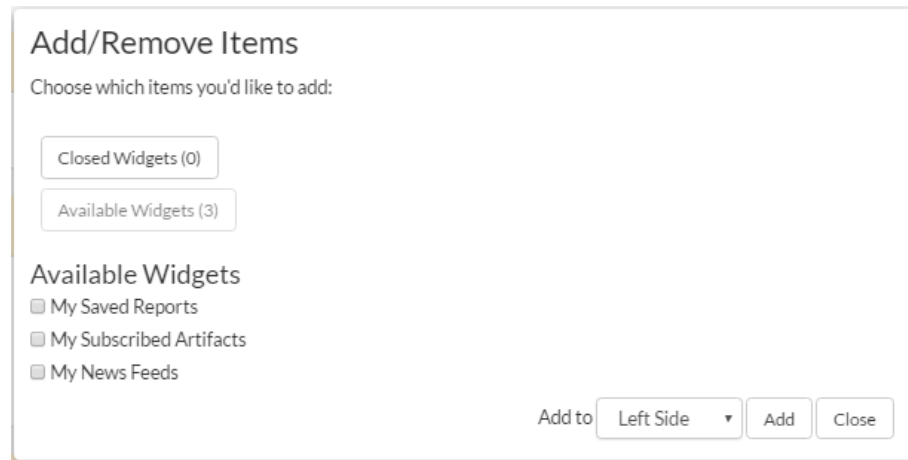 Add/Remove Items
Choose which items you'd like to add:
Closed Widgets (0)
Available Widgets (3)
Available Widgets
My Saved Reports
My Subscribed Artifacts
My News Feeds
Add to Left Side Add Close